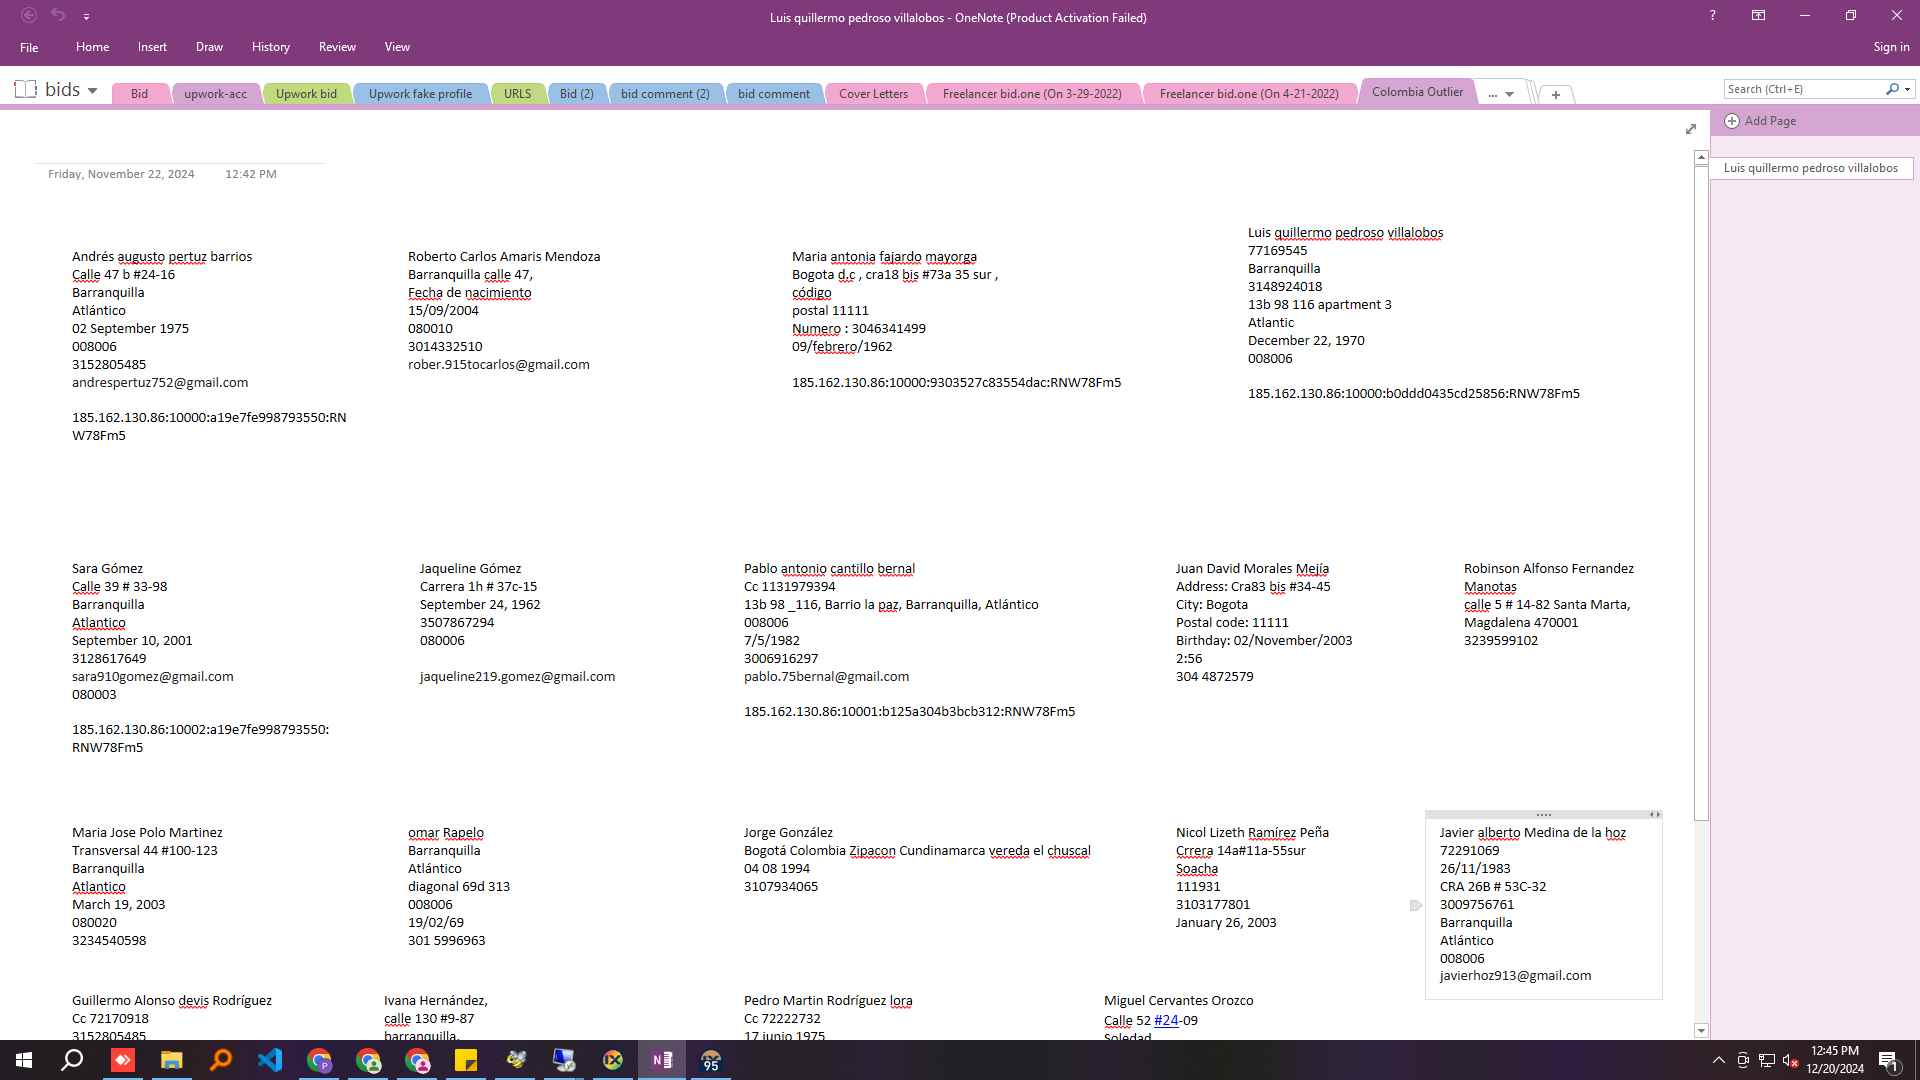 Luis quillermo pedroso villalobos - OneNote (Product Activation Failed)
File Home Insert Draw History Review View Sign in
bids Bid upwork-acc Upwork bid Upwork fake profile URLS Bid (2) bid comment (2) bid comment Cover Letters Freelancer bid.one (On 3-29-2022) Freelancer bid.one (On 4-21-2022) Colombia Outlier ... Search (Ctrl+E)
Add Page
Luis quillermo pedroso villalobos
Friday, November 22, 2024 12:42 PM
Andrés augusto pertuz barrios
Calle 47 b #24-16
Barranquilla
Atlántico
02 September 1975
008006
3152805485
andrespertuz752@gmail.com
185.162.130.86:10000:a19e7fe998793550:RN
W78Fm5
Roberto Carlos Amaris Mendoza
Barranquilla calle 47,
Fecha de nacimiento
15/09/2004
080010
3014332510
rober.915tocarlos@gmail.com
Maria antonia fajardo mayorga
Bogota d.c , cra18 bis #73a 35 sur ,
código
postal 11111
Numero : 3046341499
09/febrero/1962
185.162.130.86:10000:9303527c83554dac:RNW78Fm5
Luis quillermo pedroso villalobos
77169545
Barranquilla
3148924018
13b 98 116 apartment 3
Atlantic
December 22, 1970
008006
185.162.130.86:10000:b0ddd0435cd25856:RNW78Fm5
Sara Gómez
Calle 39 # 33-98
Barranquilla
Atlantico
September 10, 2001
3128617649
sara910gomez@gmail.com
080003
185.162.130.86:10002:a19e7fe998793550:
RNW78Fm5
Jaqueline Gómez
Carrera 1h # 37c-15
September 24, 1962
3507867294
080006
jaqueline219.gomez@gmail.com
Pablo antonio cantillo bernal
Cc 1131979394
13b 98 _116, Barrio la paz, Barranquilla, Atlántico
008006
7/5/1982
3006916297
pablo.75bernal@gmail.com
185.162.130.86:10001:b125a304b3bcb312:RNW78Fm5
Juan David Morales Mejía
Address: Cra83 bis #34-45
City: Bogota
Postal code: 11111
Birthday: 02/November/2003
2:56
304 4872579
Robinson Alfonso Fernandez
Manotas
calle 5 # 14-82 Santa Marta,
Magdalena 470001
3239599102
Maria Jose Polo Martinez
Transversal 44 #100-123
Barranquilla
Atlantico
March 19, 2003
080020
3234540598
omar Rapelo
Barranquilla
Atlántico
diagonal 69d 313
008006
19/02/69
301 5996963
Jorge González
Bogotá Colombia Zipacon Cundinamarca vereda el chuscal
04 08 1994
3107934065
Nicol Lizeth Ramírez Peña
Crrera 14a#11a-55sur
Soacha
111931
3103177801
January 26, 2003
Javier alberto Medina de la hoz
72291069
26/11/1983
CRA 26B # 53C-32
3009756761
Barranquilla
Atlántico
008006
javierhoz913@gmail.com
Guillermo Alonso devis Rodríguez
Cc 72170918
3152805485
Ivana Hernández,
calle 130 #9-87
barranquilla,
Pedro Martin Rodríguez lora
Cc 72222732
17 junio 1975
Miguel Cervantes Orozco
Calle 52 #24-09
Soledad
95
12:45 PM
12/20/2024
1